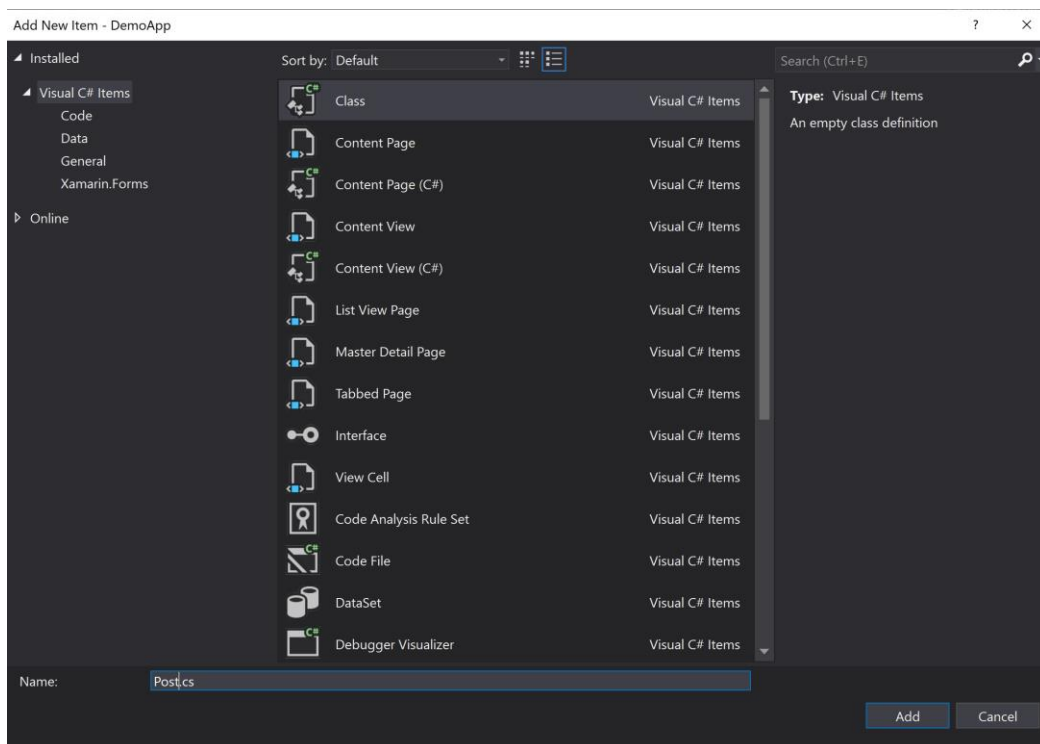 Add New Item - DemoApp
? ×
Installed
Sort by: Default
Search (Ctrl+E)
Visual C# Items
Code
Data
General
Xamarin.Forms
Online
C# Class Visual C# Items
Content Page Visual C# Items
C# Content Page (C#) Visual C# Items
Content View Visual C# Items
C# Content View (C#) Visual C# Items
List View Page Visual C# Items
Master Detail Page Visual C# Items
Tabbed Page Visual C# Items
Interface Visual C# Items
View Cell Visual C# Items
Code Analysis Rule Set Visual C# Items
C# Code File Visual C# Items
DataSet Visual C# Items
C# Debugger Visualizer Visual C# Items
Type: Visual C# Items
An empty class definition
Name: Post.cs
Add Cancel